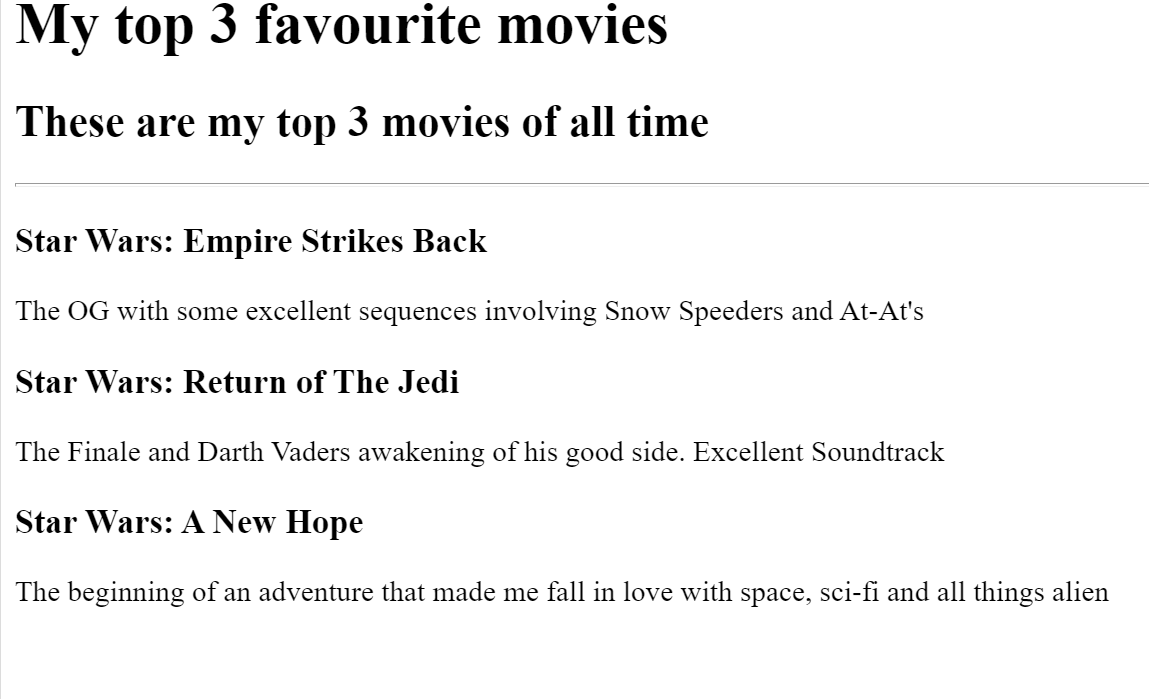 My top 3 favourite movies
These are my top 3 movies of all time
Star Wars: Empire Strikes Back
The OG with some excellent sequences involving Snow Speeders and At-At's
Star Wars: Return of The Jedi
The Finale and Darth Vaders awakening of his good side. Excellent Soundtrack
Star Wars: A New Hope
The beginning of an adventure that made me fall in love with space, sci-fi and all things alien